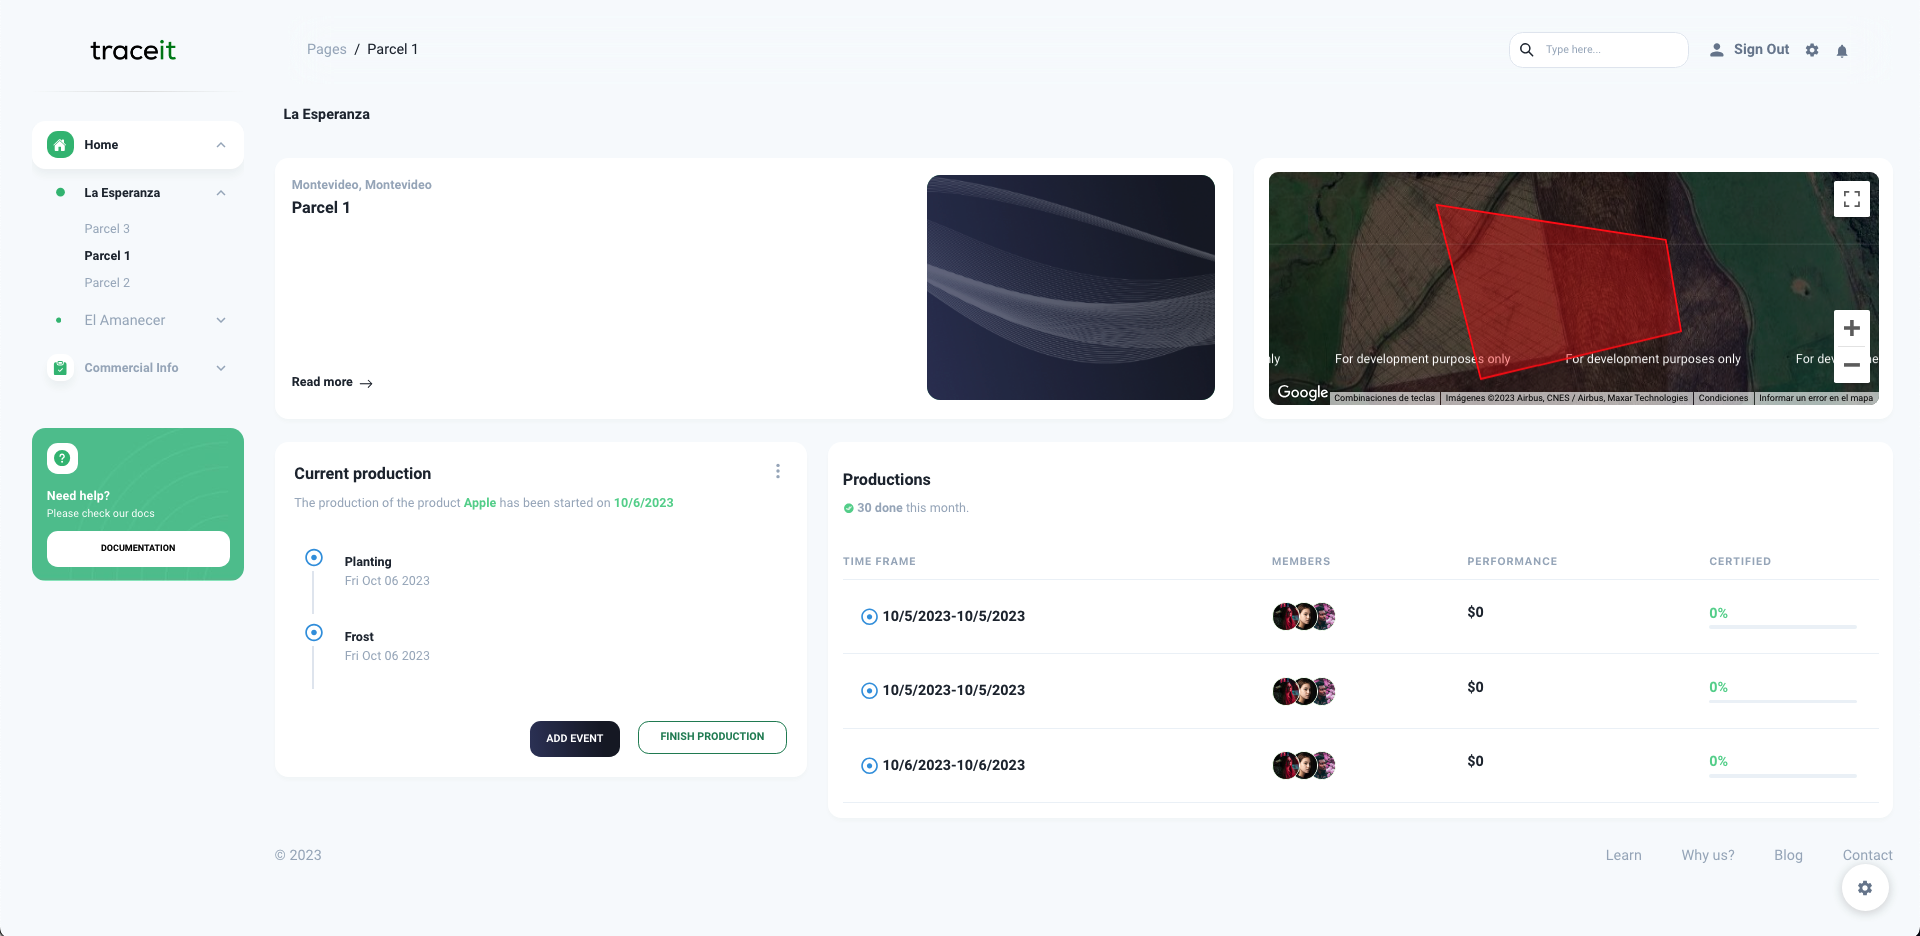 traceit
Pages / Parcel 1
Type here...
Sign Out
La Esperanza
Home
La Esperanza
Parcel 3
Parcel 1
Parcel 2
El Amanecer
Commercial Info
Need help?
Please check our docs
DOCUMENTATION
Montevideo, Montevideo
Parcel 1
Read more
For development purposes only
For development purposes only
Google
Combinaciones de teclas
Imágenes ©2023 Airbus, CNES / Airbus, Maxar Technologies
Condiciones
Informar un error en el mapa
Current production
The production of the product Apple has been started on 10/6/2023
Planting
Fri Oct 06 2023
Frost
Fri Oct 06 2023
ADD EVENT
FINISH PRODUCTION
Productions
30 done this month.
TIME FRAME MEMBERS PERFORMANCE CERTIFIED
10/5/2023-10/5/2023 $0 0%
10/5/2023-10/5/2023 $0 0%
10/6/2023-10/6/2023 $0 0%
© 2023
Learn Why us? Blog Contact